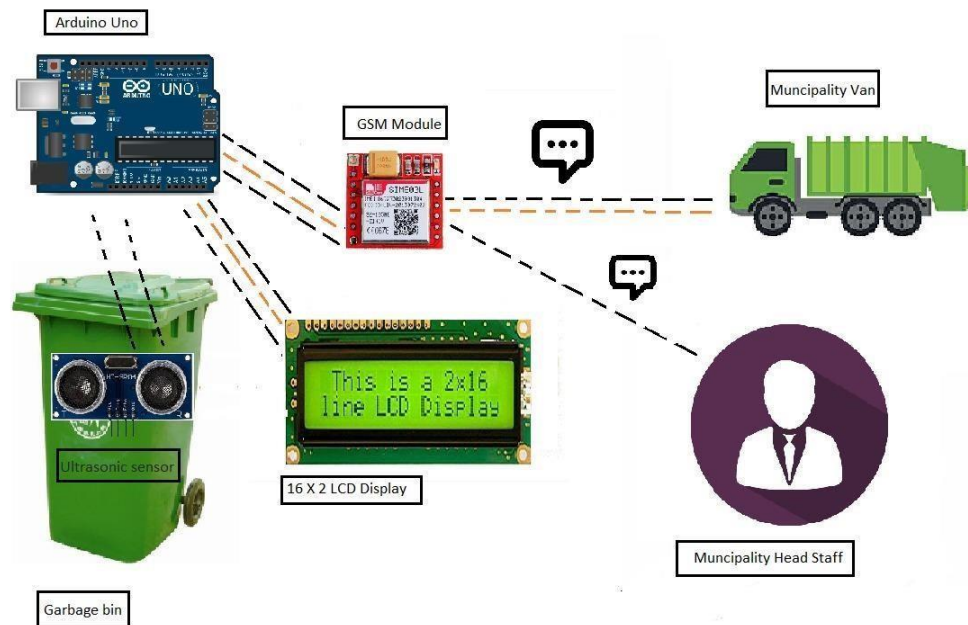 Arduino Uno
UNO
GSM Module
Muncipality Van
SIM800L
This is a 2x16
line LCD Display
Ultrasonic sensor
16 X 2 LCD Display
Muncipality Head Staff
Garbage bin